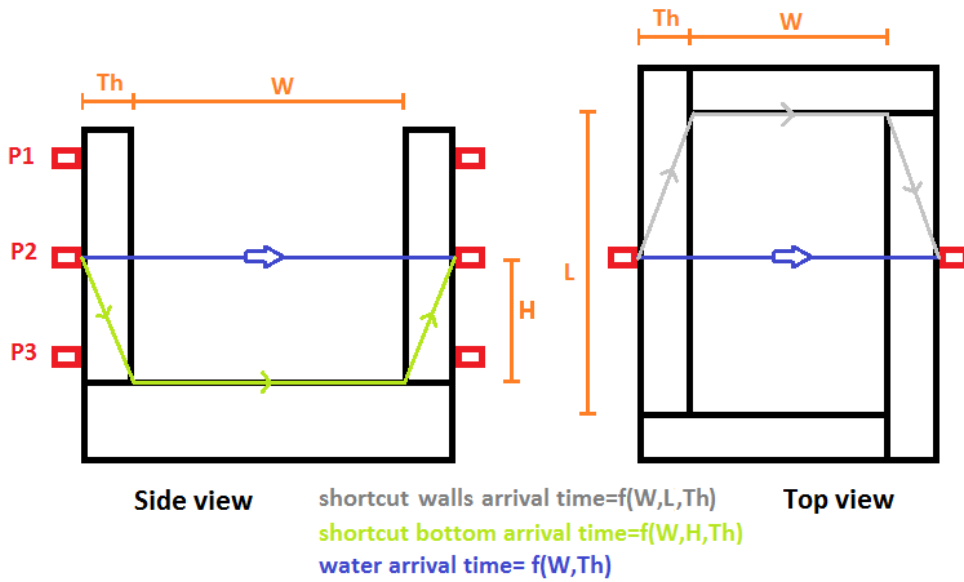 Th
W
P1
P2
P3
H
Side view
Th
W
L
Top view
shortcut walls arrival time=f(W,L,Th)
shortcut bottom arrival time=f(W,H,Th)
water arrival time= f(W,Th)